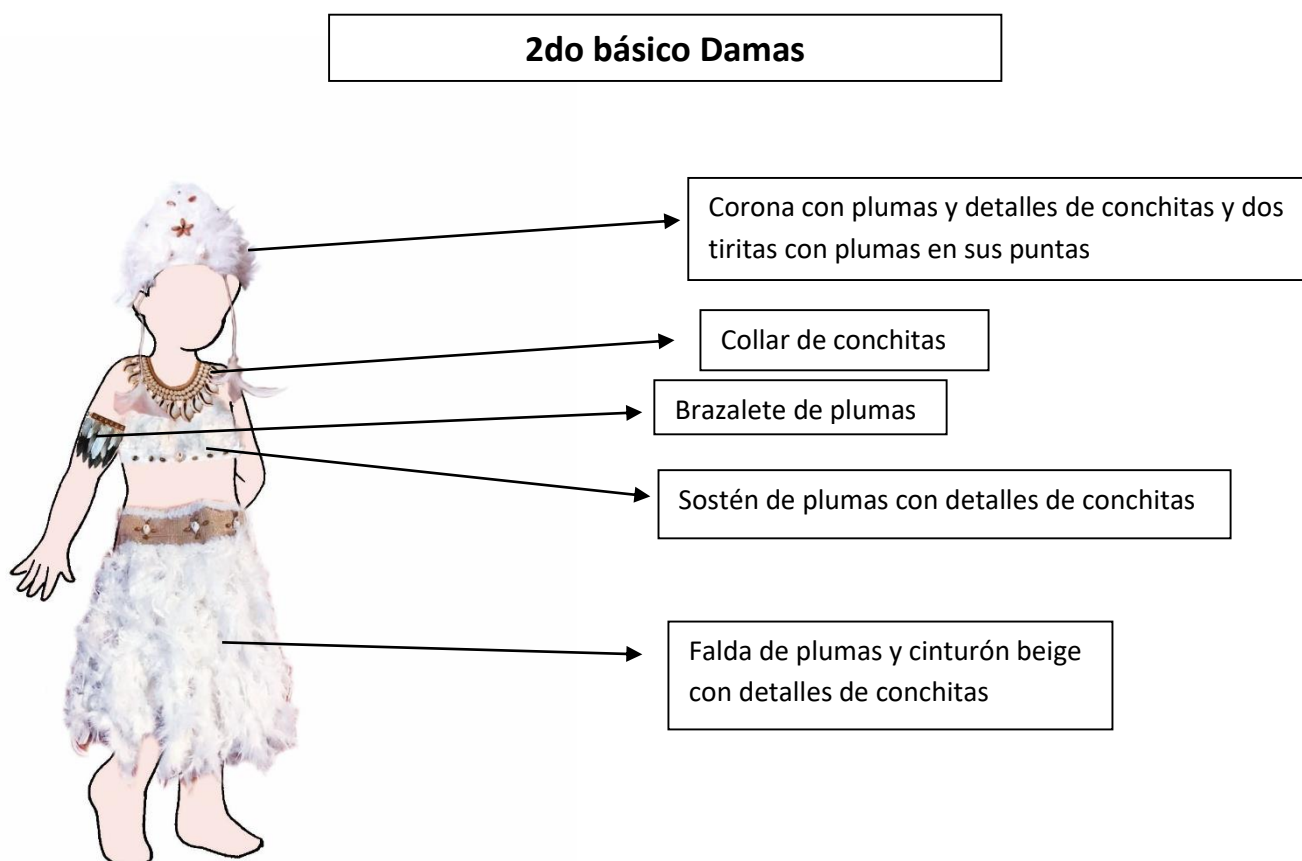 2do básico Damas
Corona con plumas y detalles de conchitas y dos
tiritas con plumas en sus puntas
Collar de conchitas
Brazalete de plumas
Sostén de plumas con detalles de conchitas
Falda de plumas y cinturón beige
con detalles de conchitas